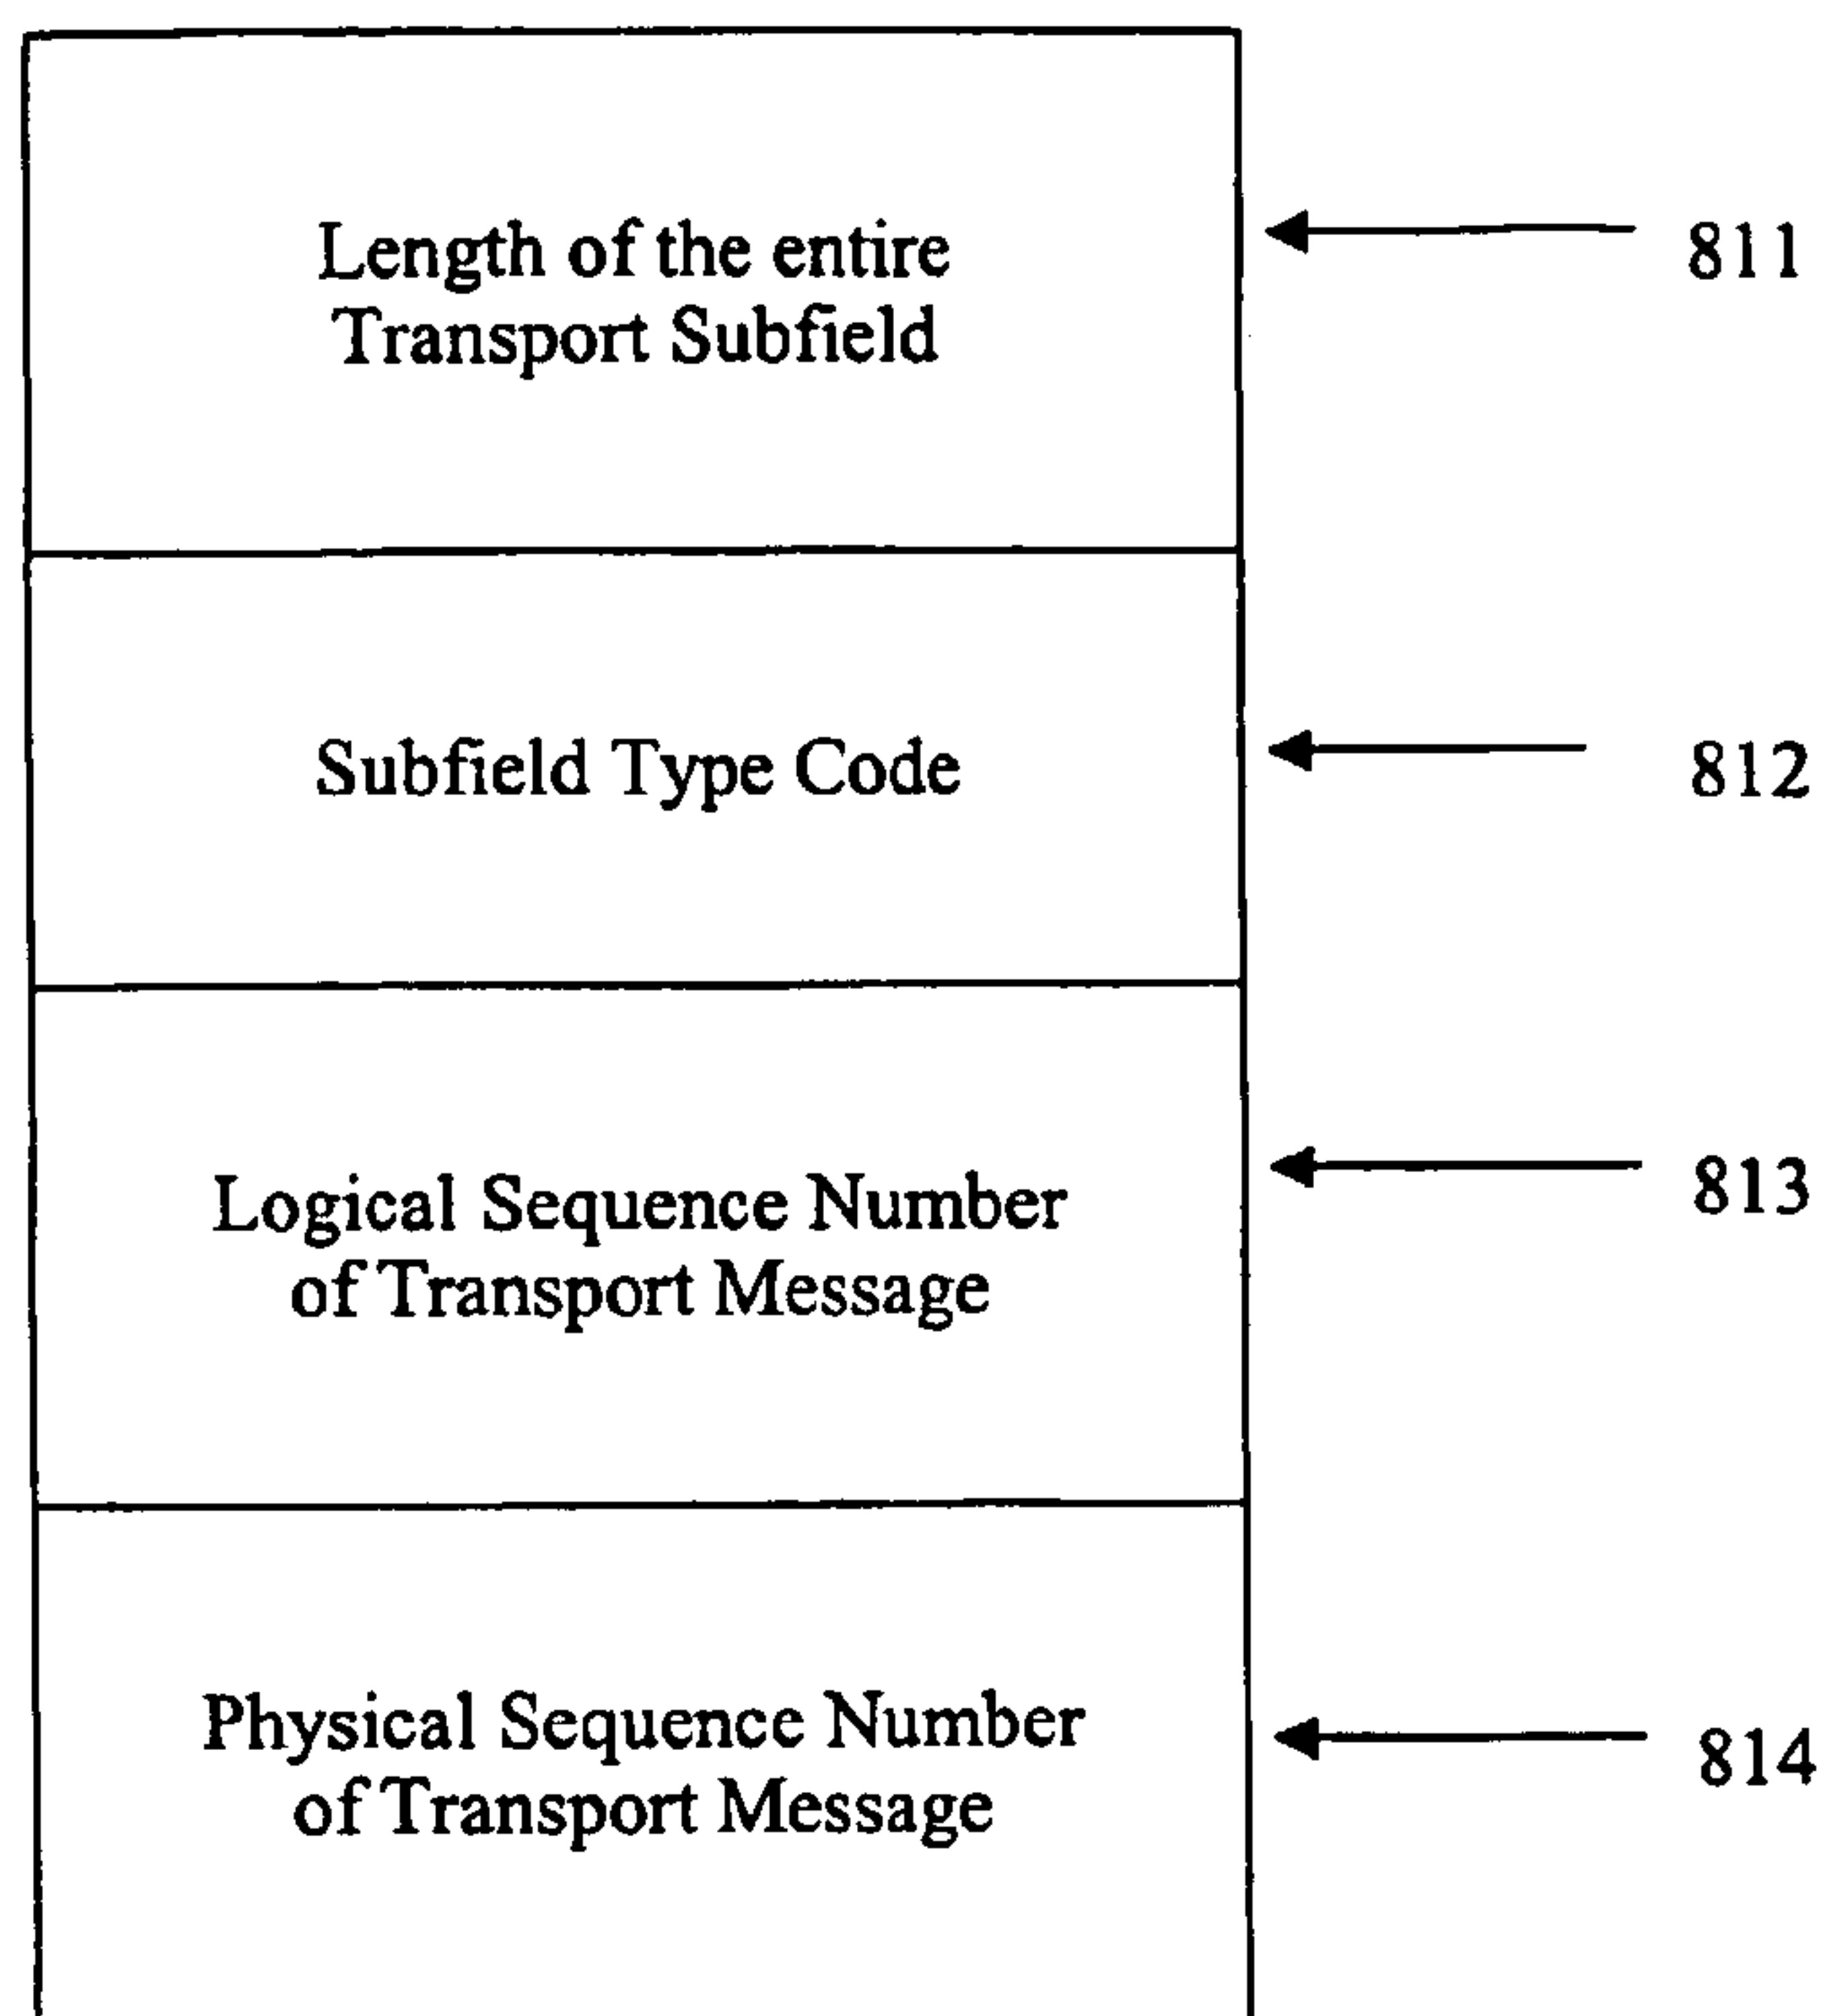 Length of the entire
Transport Subfield
811
Subfield Type Code
812
Logical Sequence Number
of Transport Message
813
Physical Sequence Number
of Transport Message
814